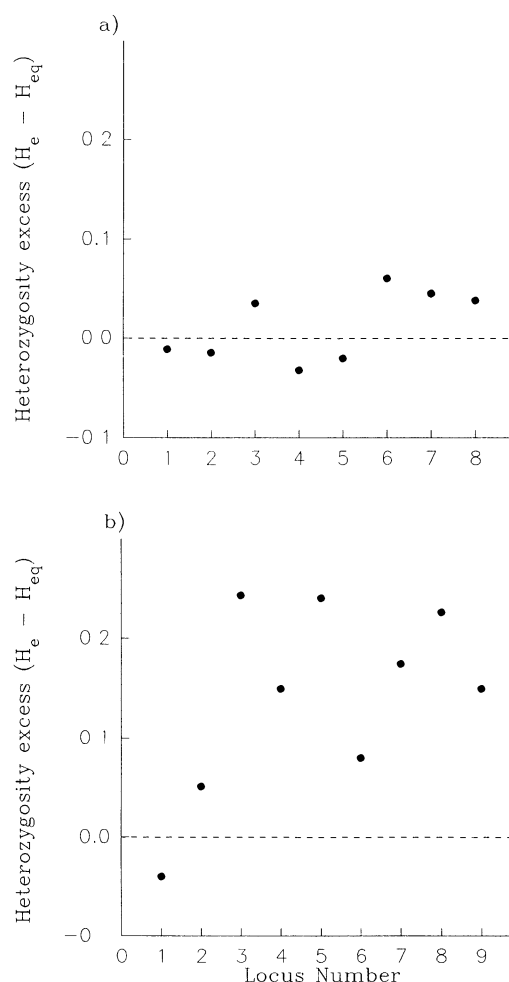 a)
Heterozygosity excess (He − Heq)
0 2
0.1
0 0
−0 1
0 1 2 3 4 5 6 7 8
b)
Heterozygosity excess (He − Heq)
0 2
0 1
0.0
−0
0 1 2 3 4 5 6 7 8 9
Locus Number